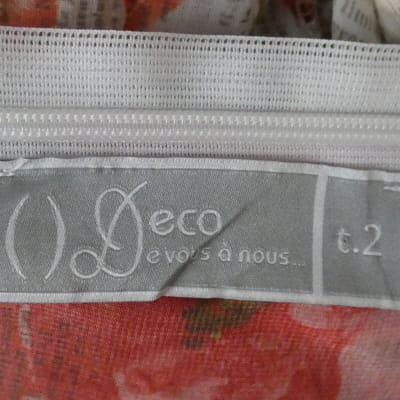 () Deco
De vous à nous...
t.2